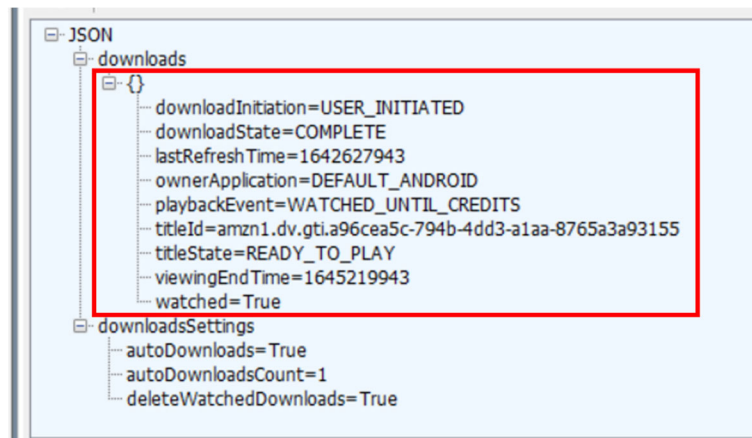 JSON
downloads
{}
downloadInitiation=USER_INITIATED
downloadState=COMPLETE
lastRefreshTime=1642627943
ownerApplication=DEFAULT_ANDROID
playbackEvent=WATCHED_UNTIL_CREDITS
titleId=amzn1.dv.gti.a96cea5c-794b-4dd3-a1aa-8765a3a93155
titleState=READY_TO_PLAY
viewingEndTime=1645219943
watched=True
downloadsSettings
autoDownloads=True
autoDownloadsCount=1
deleteWatchedDownloads=True